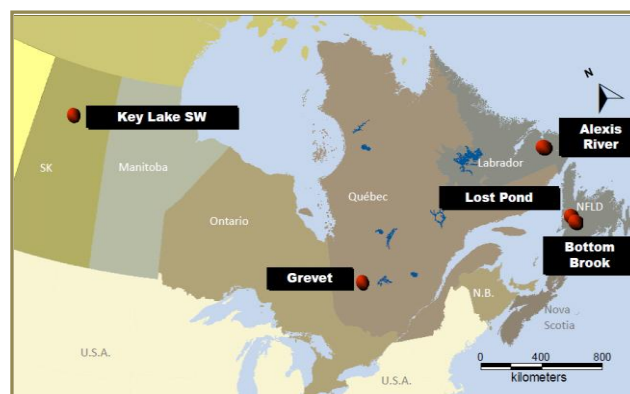 N
Key Lake SW
Alexis
River
SK
Manitoba
Labrador
Lost Pond
Québec
NFLD
Ontario
Bottom
Brook
Grevet
N.B.
Nova
Scotia
U.S.A.
0 400 800
kilometers
U.S.A.